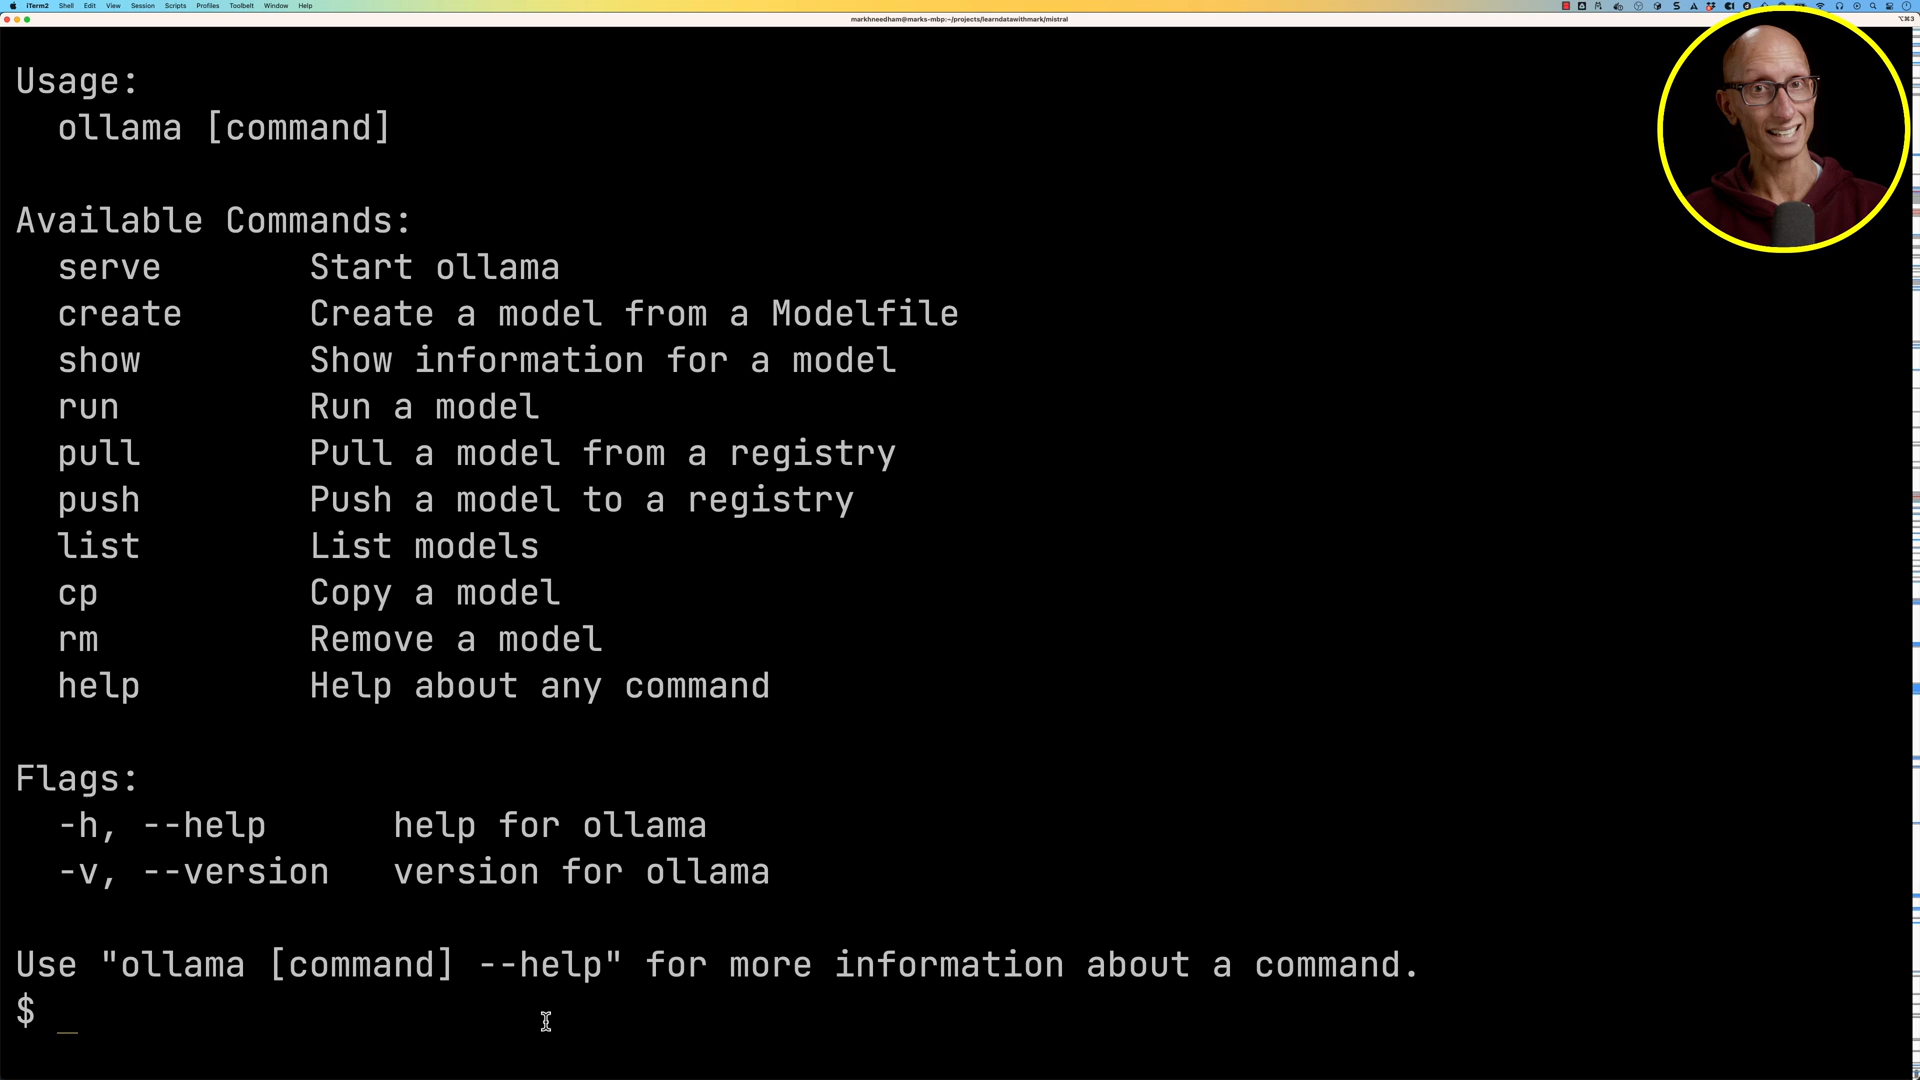 iTerm2 Shell Edit View Session Scripts Profiles Toolbelt Window Help
markhneedham@marks-mbp:~/projects/learndatawithmark/mistral
⌥⌘3
Usage:
ollama [command]
Available Commands:
serve Start ollama
create Create a model from a Modelfile
show Show information for a model
run Run a model
pull Pull a model from a registry
push Push a model to a registry
list List models
cp Copy a model
rm Remove a model
help Help about any command
Flags:
-h, --help help for ollama
-v, --version version for ollama
Use "ollama [command] --help" for more information about a command.
$ _